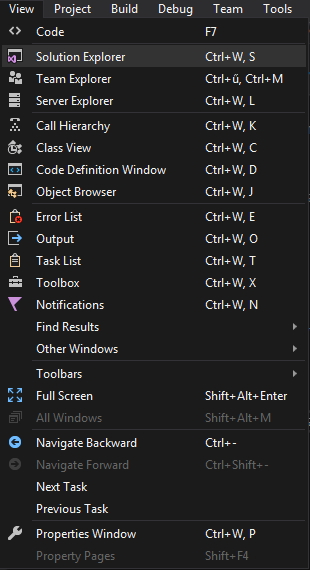 View Project Build Debug Team Tools
Code F7
Solution Explorer Ctrl+W, S
Team Explorer Ctrl+ű, Ctrl+M
Server Explorer Ctrl+W, L
Call Hierarchy Ctrl+W, K
Class View Ctrl+W, C
Code Definition Window Ctrl+W, D
Object Browser Ctrl+W, J
Error List Ctrl+W, E
Output Ctrl+W, O
Task List Ctrl+W, T
Toolbox Ctrl+W, X
Notifications Ctrl+W, N
Find Results
Other Windows
Toolbars
Full Screen Shift+Alt+Enter
All Windows Shift+Alt+M
Navigate Backward Ctrl+-
Navigate Forward Ctrl+Shift+-
Next Task
Previous Task
Properties Window Ctrl+W, P
Property Pages Shift+F4